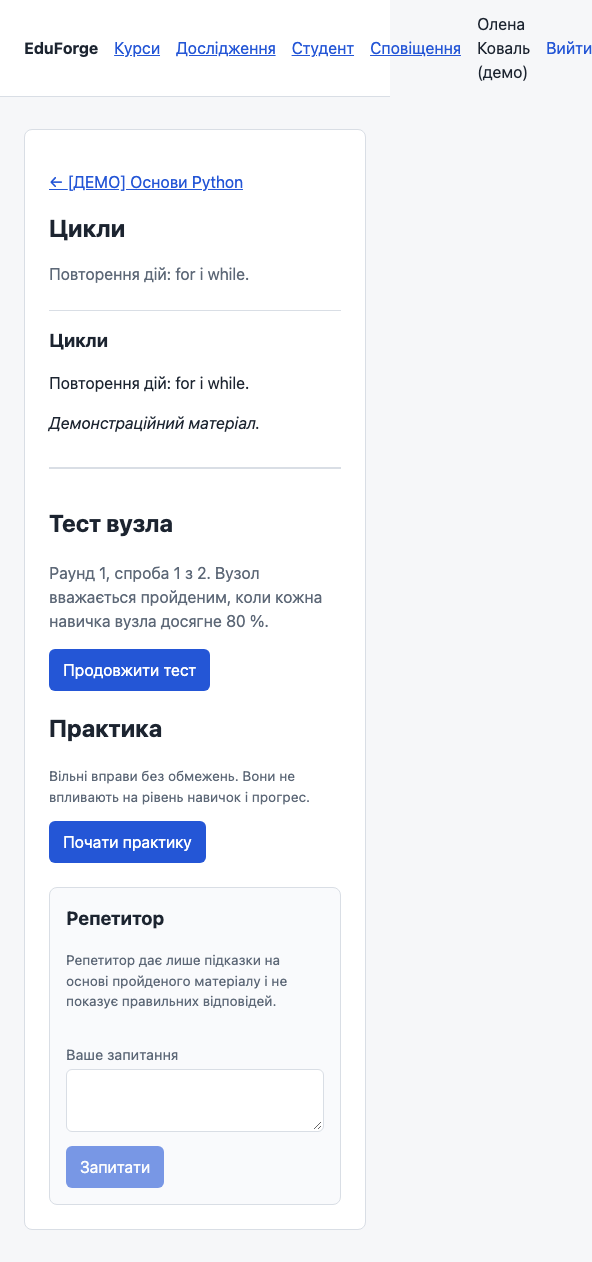 EduForge Курси Дослідження Студент Сповіщення Олена Коваль (демо) Вийти
← [ДЕМО] Основи Python
Цикли
Повторення дій: for і while.
Цикли
Повторення дій: for і while.
Демонстраційний матеріал.
Тест вузла
Раунд 1, спроба 1 з 2. Вузол
вважається пройденим, коли кожна
навичка вузла досягне 80 %.
Продовжити тест
Практика
Вільні вправи без обмежень. Вони не
впливають на рівень навичок і прогрес.
Почати практику
Репетитор
Репетитор дає лише підказки на
основі пройденого матеріалу і не
показує правильних відповідей.
Ваше запитання
Запитати